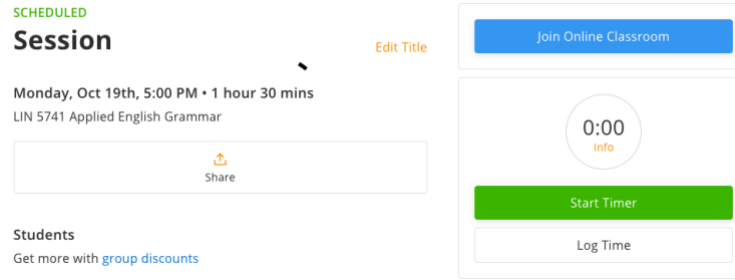 SCHEDULED
Session
Edit Title
Monday, Oct 19th, 5:00 PM • 1 hour 30 mins
LIN 5741 Applied English Grammar
Share
Students
Get more with group discounts
Join Online Classroom
0:00
Info
Start Timer
Log Time